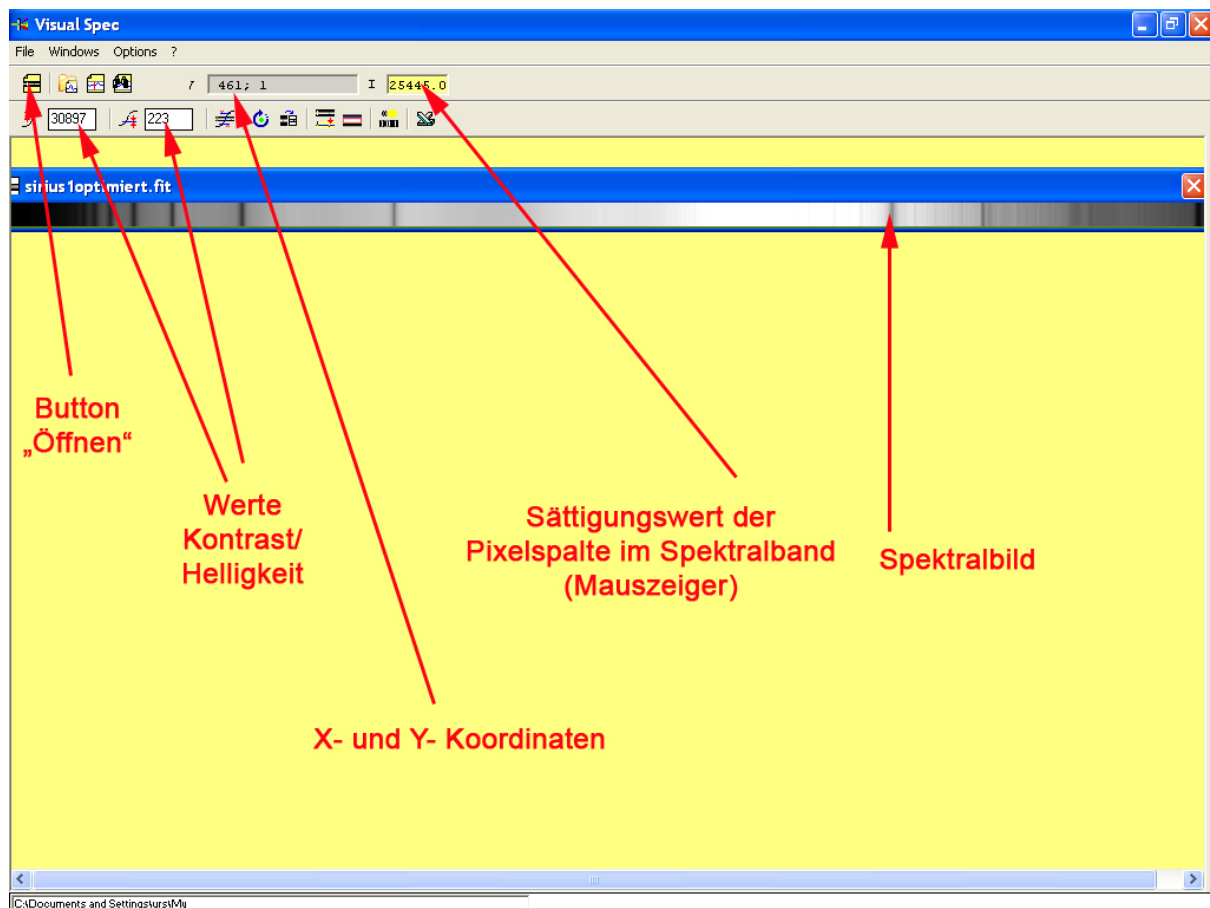 Visual Spec
File Windows Options ?
461; 1 I 25445.0
30897 223
sirius1optimiert.fit
Button
„Öffnen“
Werte
Kontrast/
Helligkeit
Sättigungswert der
Pixelspalte im Spektralband
(Mauszeiger)
Spektralbild
X- und Y- Koordinaten
C:\Documents and Settings\urs\My